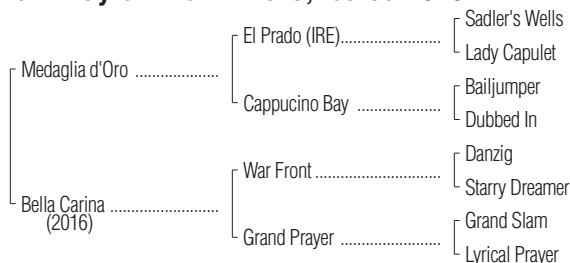 Sadler's Wells
El Prado (IRE)....................
Lady Capulet
Medaglia d'Oro .................
Bailjumper
Cappucino Bay .................
Dubbed In
Danzig
War Front .........................
Starry Dreamer
Bella Carina ......................
(2016)
Grand Slam
Grand Prayer ....................
Lyrical Prayer